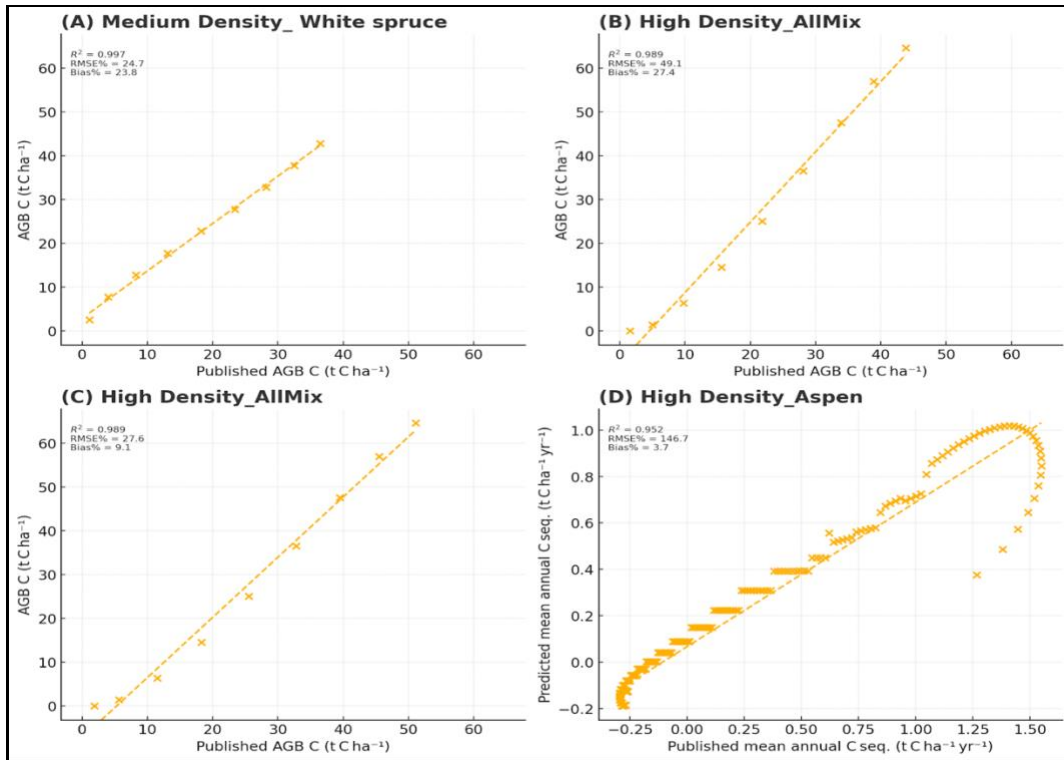 (A) Medium Density_ White spruce
R² = 0.997
RMSE% = 24.7
Bias% = 23.8
60
50
40
30
20
10
0
AGB C (t C ha⁻¹)
0 10 20 30 40 50 60
Published AGB C (t C ha⁻¹)
(B) High Density_AllMix
R² = 0.989
RMSE% = 49.1
Bias% = 27.4
60
50
40
30
20
10
0
AGB C (t C ha⁻¹)
0 10 20 30 40 50 60
Published AGB C (t C ha⁻¹)
(C) High Density_AllMix
R² = 0.989
RMSE% = 27.6
Bias% = 9.1
60
50
40
30
20
10
0
AGB C (t C ha⁻¹)
0 10 20 30 40 50 60
Published AGB C (t C ha⁻¹)
(D) High Density_Aspen
R² = 0.952
RMSE% = 146.7
Bias% = 3.7
1.0
0.8
0.6
0.4
0.2
0.0
−0.2
Predicted mean annual C seq. (t C ha⁻¹ yr⁻¹)
−0.25 0.00 0.25 0.50 0.75 1.00 1.25 1.50
Published mean annual C seq. (t C ha⁻¹ yr⁻¹)